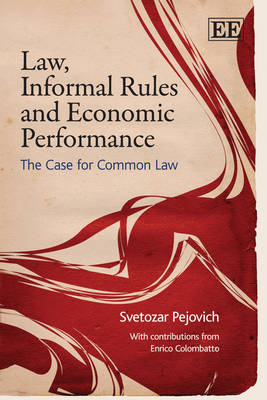 EE
Law,
Informal Rules
and Economic
Performance
The Case for Common Law
Svetozar Pejovich
With contributions from
Enrico Colombatto